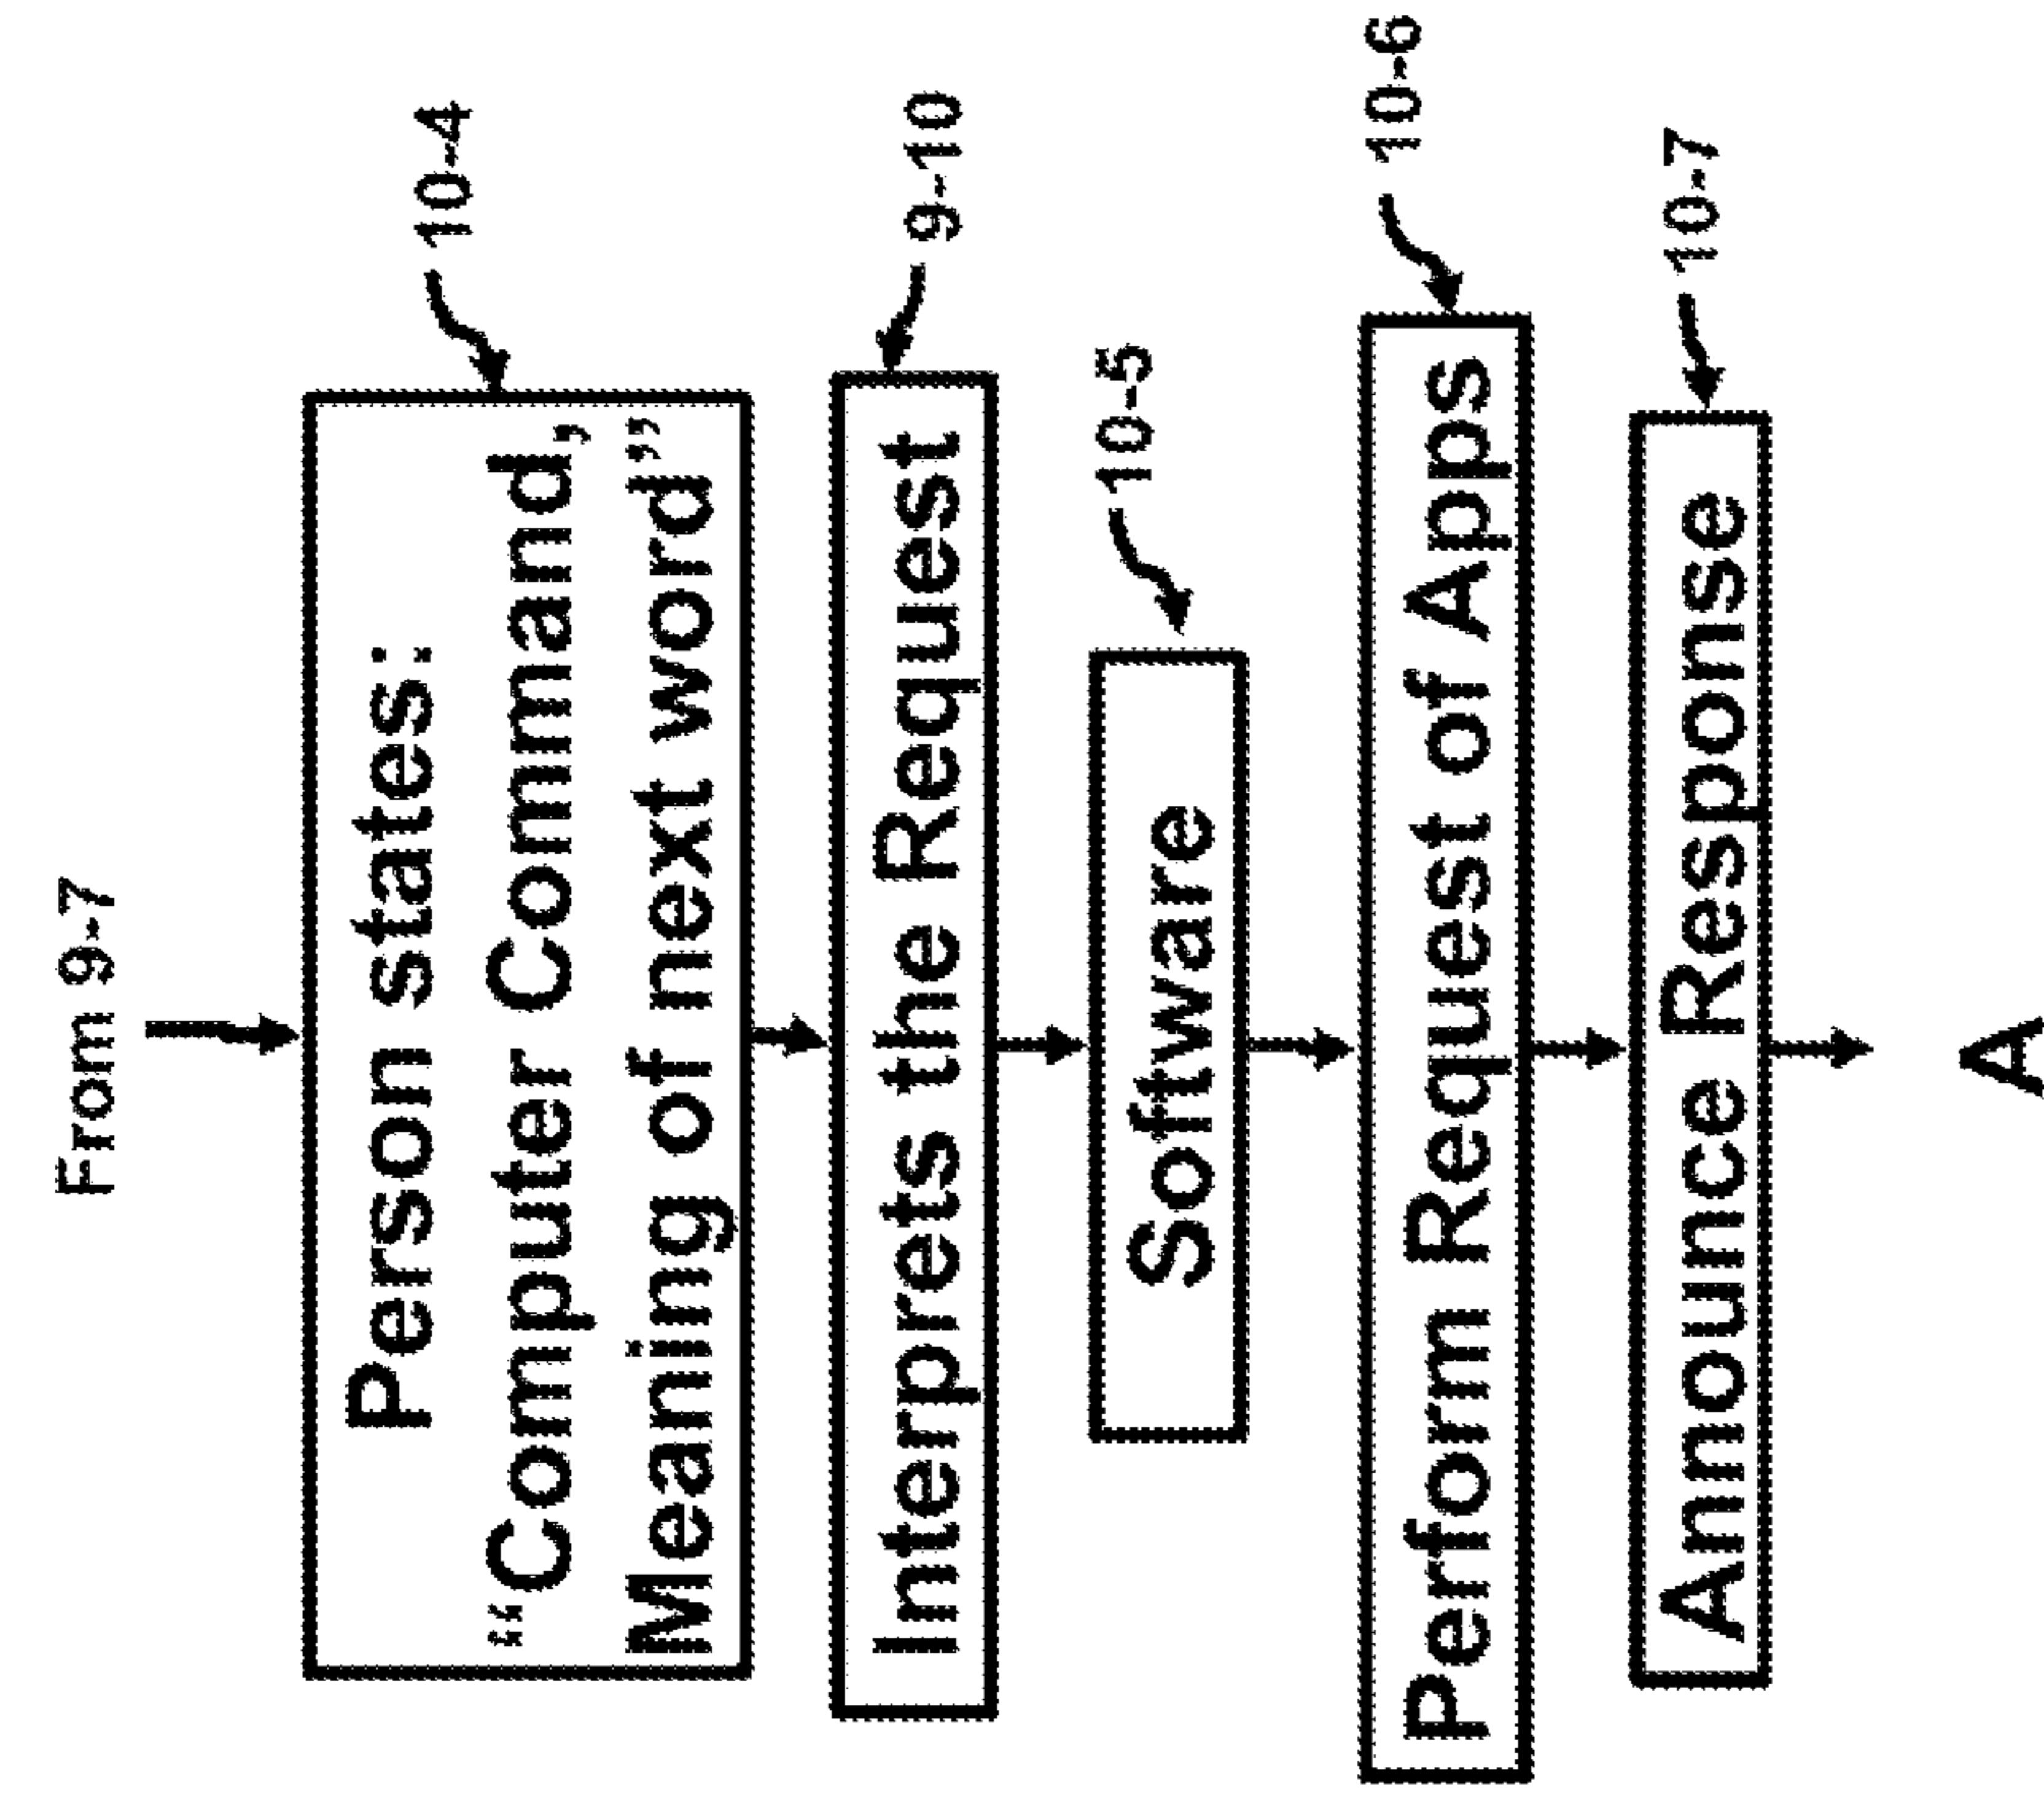 From 9-7
Person states:
“Computer Command,
Meaning of next word”
10-4
Interprets the Request
9-10
Software
10-5
Perform Request of Apps
10-6
Announce Response
10-7
A